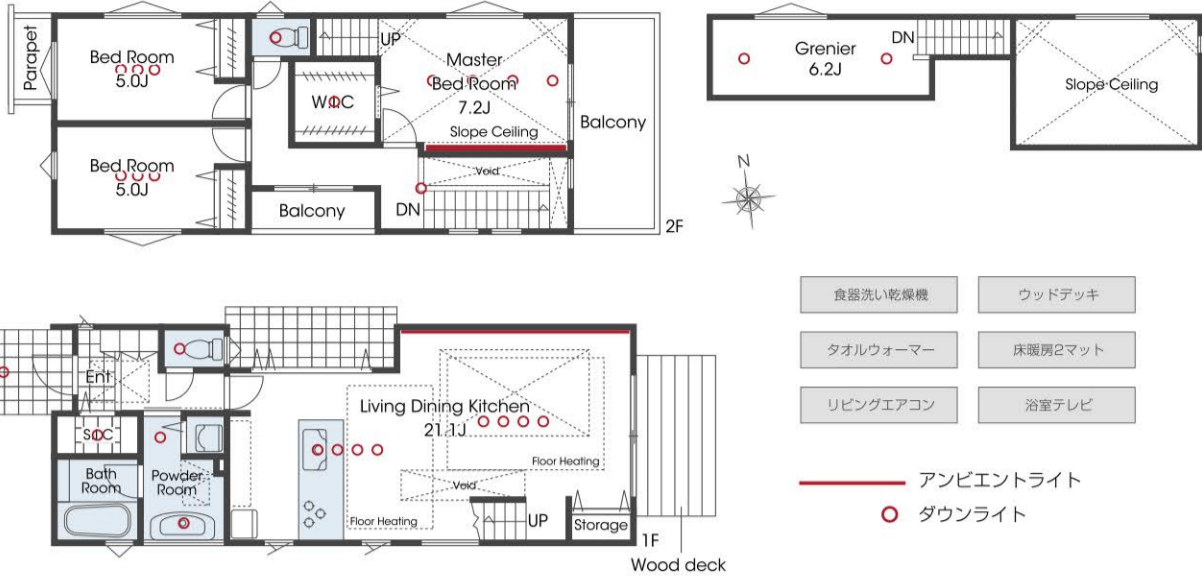 Parapet
Bed Room
5.0J
UP
Master
Bed Room
7.2J
W.I.C
Slope Ceiling
Balcony
Bed Room
5.0J
Void
Balcony
DN
2F
Grenier
6.2J
DN
Slope Ceiling
N
食器洗い乾燥機
ウッドデッキ
タオルウォーマー
床暖房2マット
リビングエアコン
浴室テレビ
アンビエントライト
ダウンライト
Ent
Living Dining Kitchen
21.1J
SIC
Bath
Room
Powder
Room
Floor Heating
Void
Floor Heating
UP
Storage
1F
Wood deck